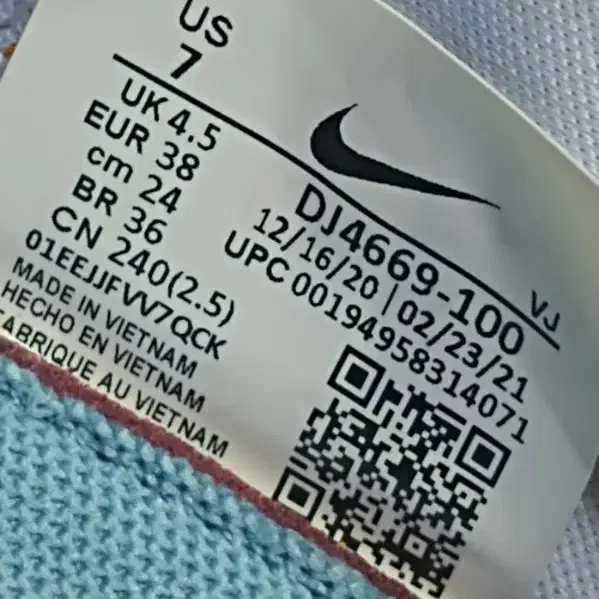 US
7
UK 4.5
EUR 38
cm 24
BR 36
CN 240(2.5)
01EEJJFVV7QCK
MADE IN VIETNAM
HECHO EN VIETNAM
FABRIQUE AU VIETNAM
VJ
DJ4669-100
12/16/20 | 02/23/21
UPC 00194958314071